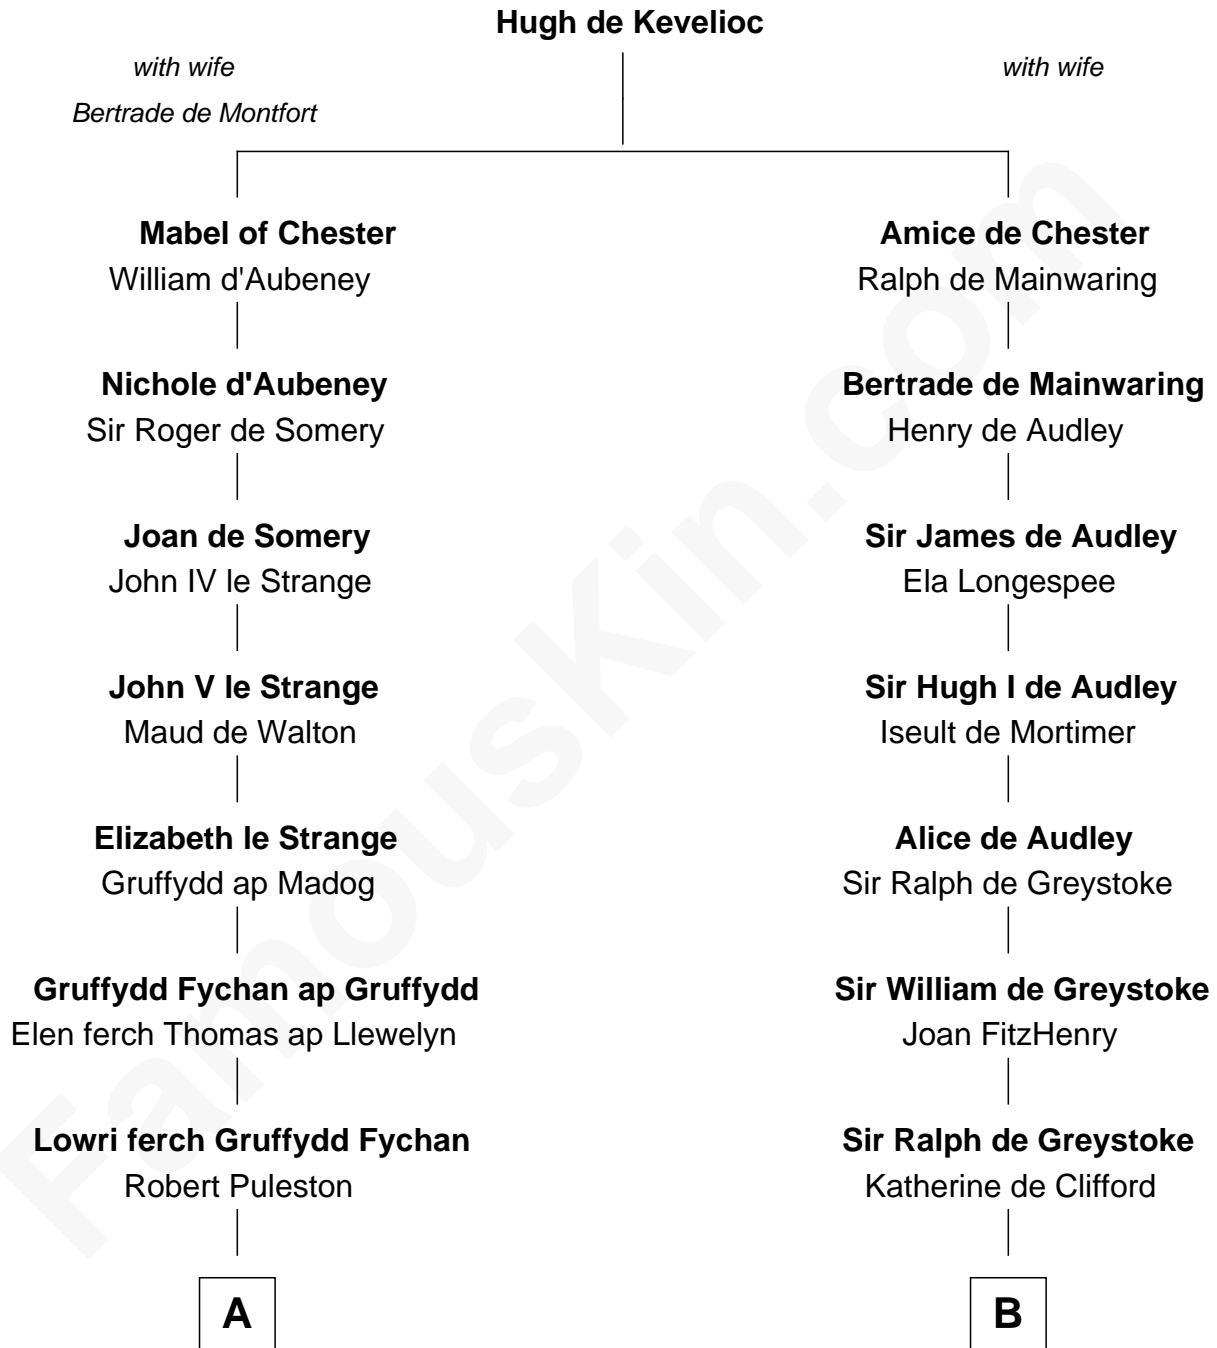 Hugh de Kevelioc
with wife
Bertrade de Montfort
with wife
Mabel of Chester
William d'Aubeney
Nichole d'Aubeney
Sir Roger de Somery
Joan de Somery
John IV le Strange
John V le Strange
Maud de Walton
Elizabeth le Strange
Gruffydd ap Madog
Gruffydd Fychan ap Gruffydd
Elen ferch Thomas ap Llewelyn
Lowri ferch Gruffydd Fychan
Robert Puleston
A
Amice de Chester
Ralph de Mainwaring
Bertrade de Mainwaring
Henry de Audley
Sir James de Audley
Ela Longespee
Sir Hugh I de Audley
Iseult de Mortimer
Alice de Audley
Sir Ralph de Greystoke
Sir William de Greystoke
Joan FitzHenry
Sir Ralph de Greystoke
Katherine de Clifford
B
FamousKin.com